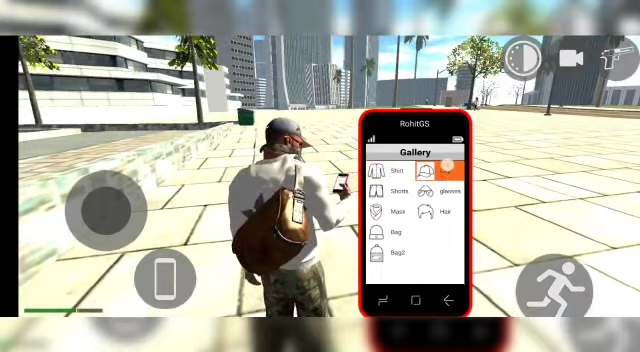 RohitGS
Gallery
Shirt
Shorts
glasses
Mask
Hair
Bag
Bag2